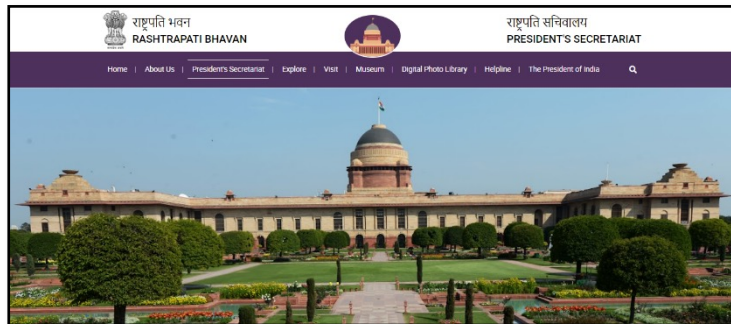 राष्ट्रपति भवन
RASHTRAPATI BHAVAN
राष्ट्रपति सचिवालय
PRESIDENT'S SECRETARIAT
Home | About Us | President's Secretariat | Explore | Visit | Museum | Digital Photo Library | Helpline | The President of India